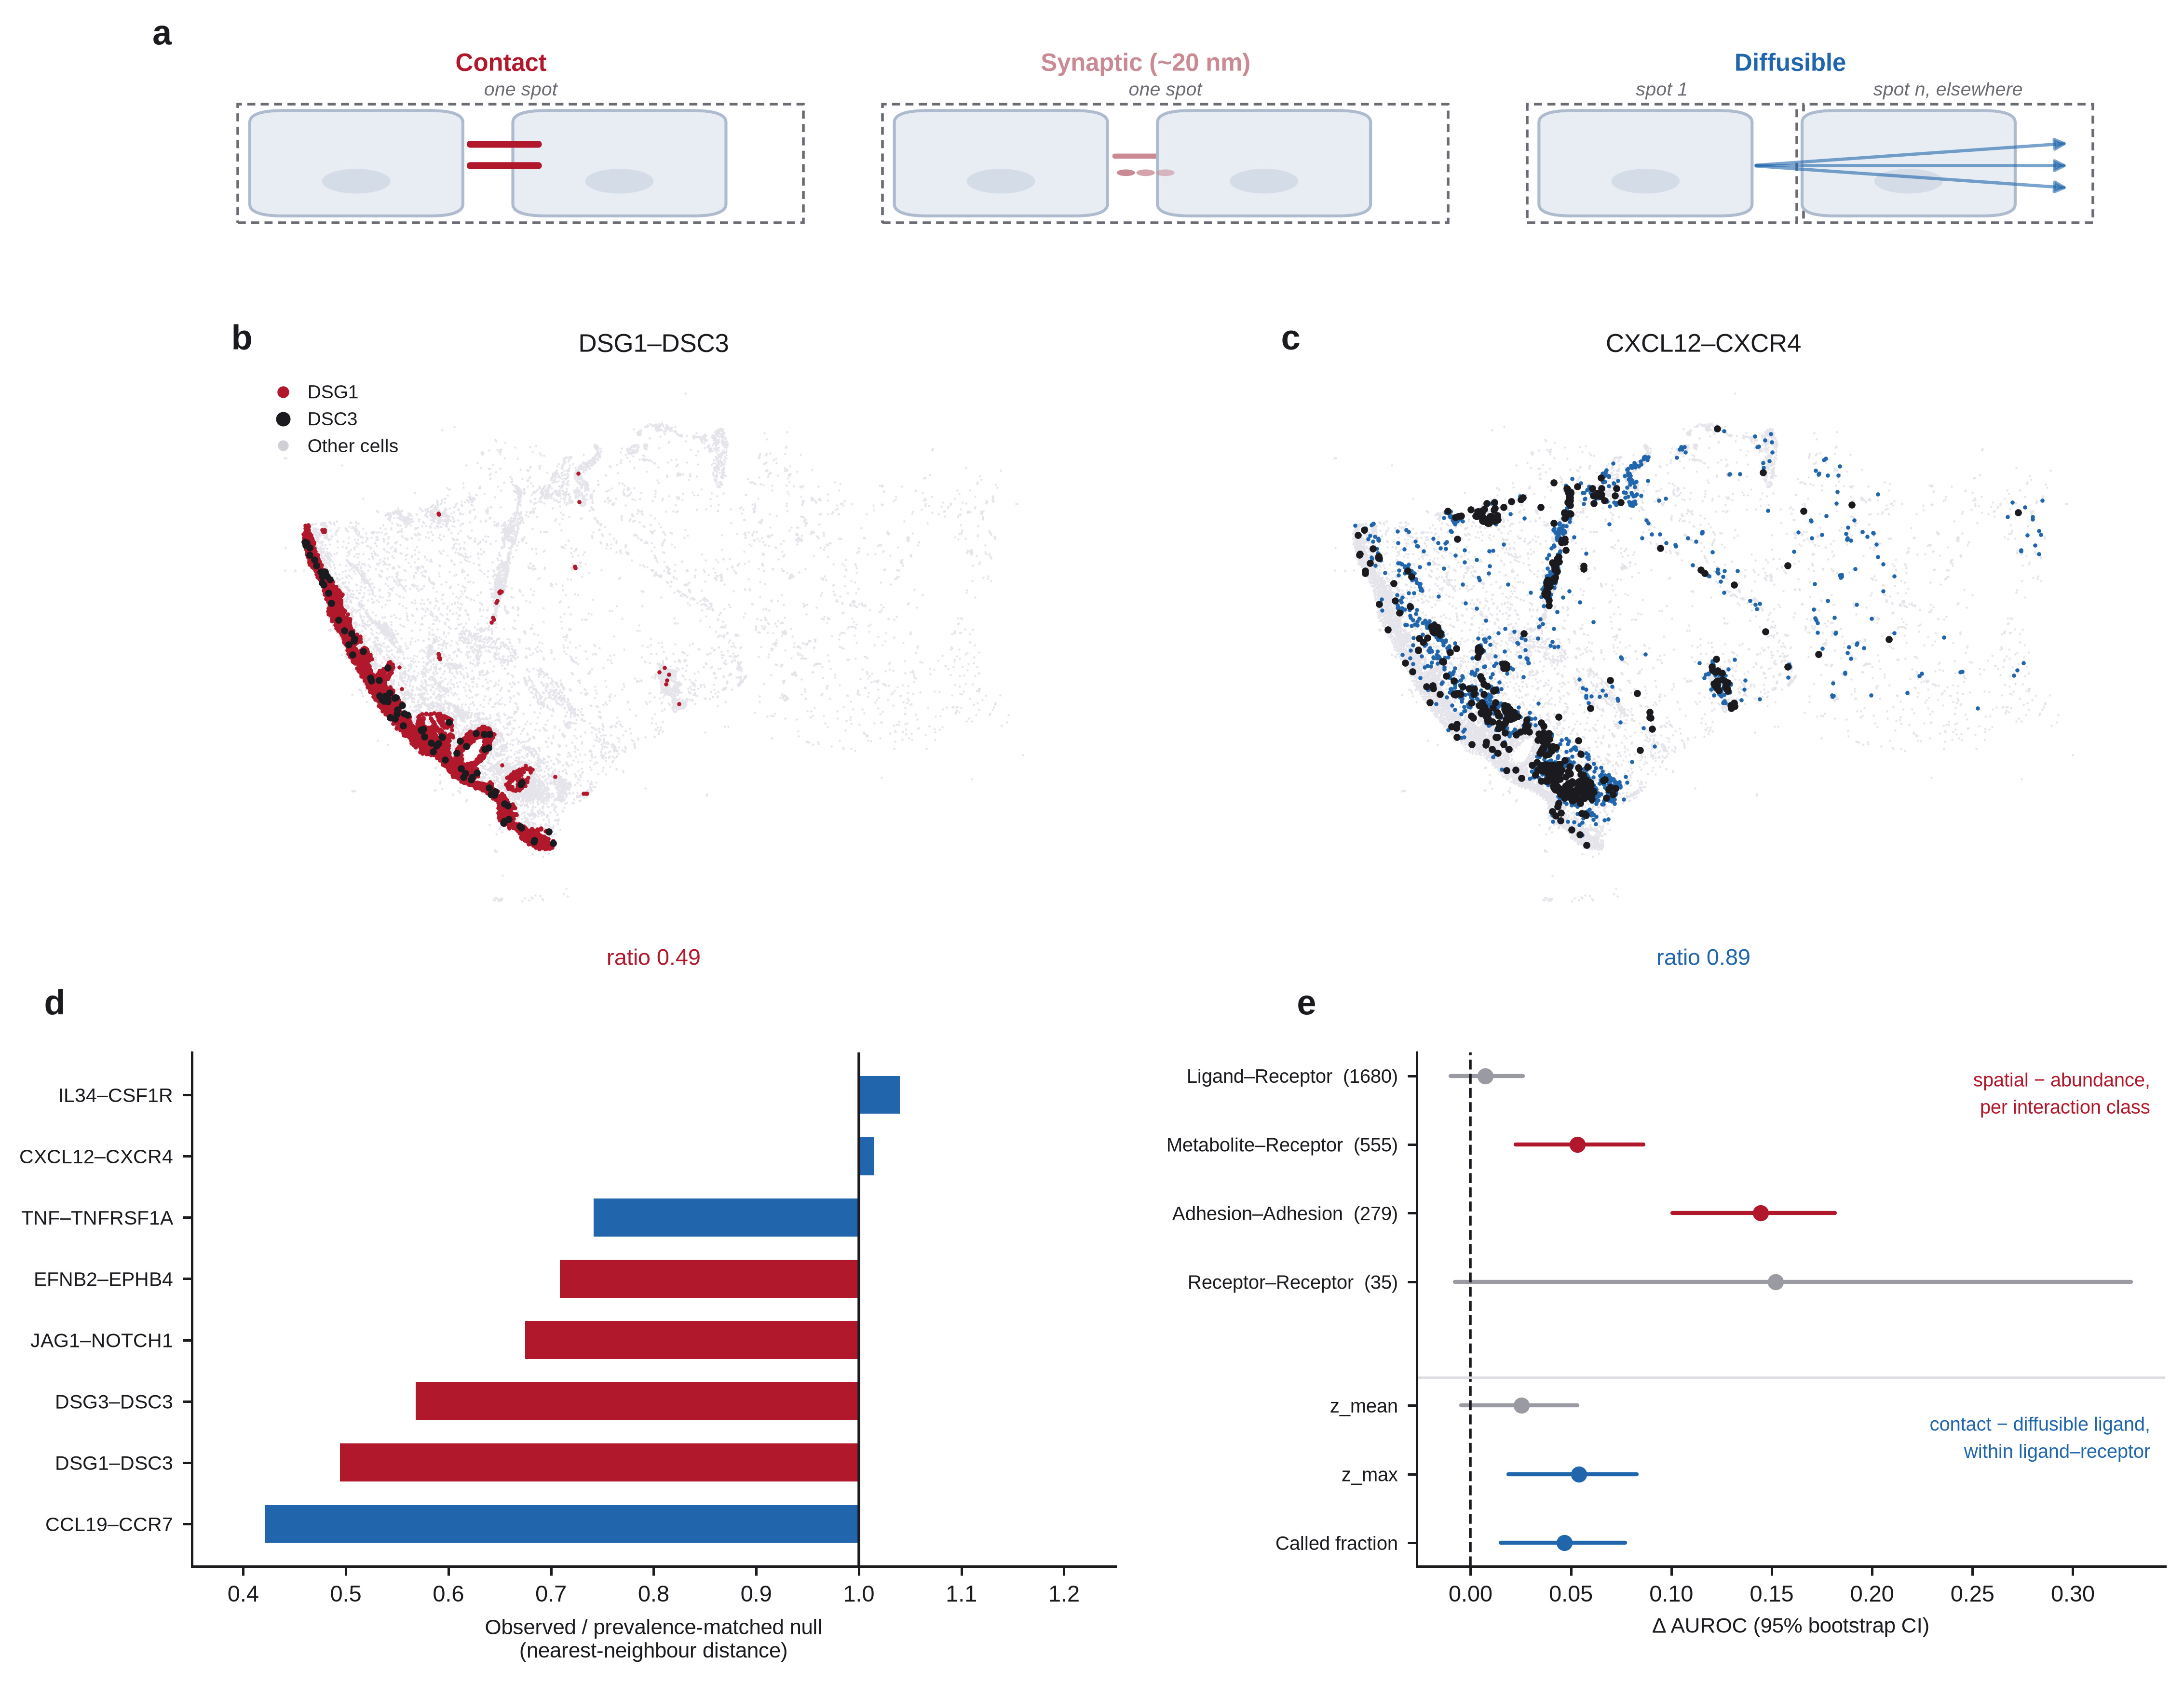 a
Contact
one spot
Synaptic (~20 nm)
one spot
Diffusible
spot 1
spot n, elsewhere
b
DSG1–DSC3
DSG1
DSC3
Other cells
ratio 0.49
c
CXCL12–CXCR4
ratio 0.89
d
IL34–CSF1R
CXCL12–CXCR4
TNF–TNFRSF1A
EFNB2–EPHB4
JAG1–NOTCH1
DSG3–DSC3
DSG1–DSC3
CCL19–CCR7
0.4 0.5 0.6 0.7 0.8 0.9 1.0 1.1 1.2
Observed / prevalence-matched null
(nearest-neighbour distance)
e
Ligand–Receptor (1680)
Metabolite–Receptor (555)
Adhesion–Adhesion (279)
Receptor–Receptor (35)
z_mean
z_max
Called fraction
spatial − abundance,
per interaction class
contact − diffusible ligand,
within ligand–receptor
0.00 0.05 0.10 0.15 0.20 0.25 0.30
Δ AUROC (95% bootstrap CI)